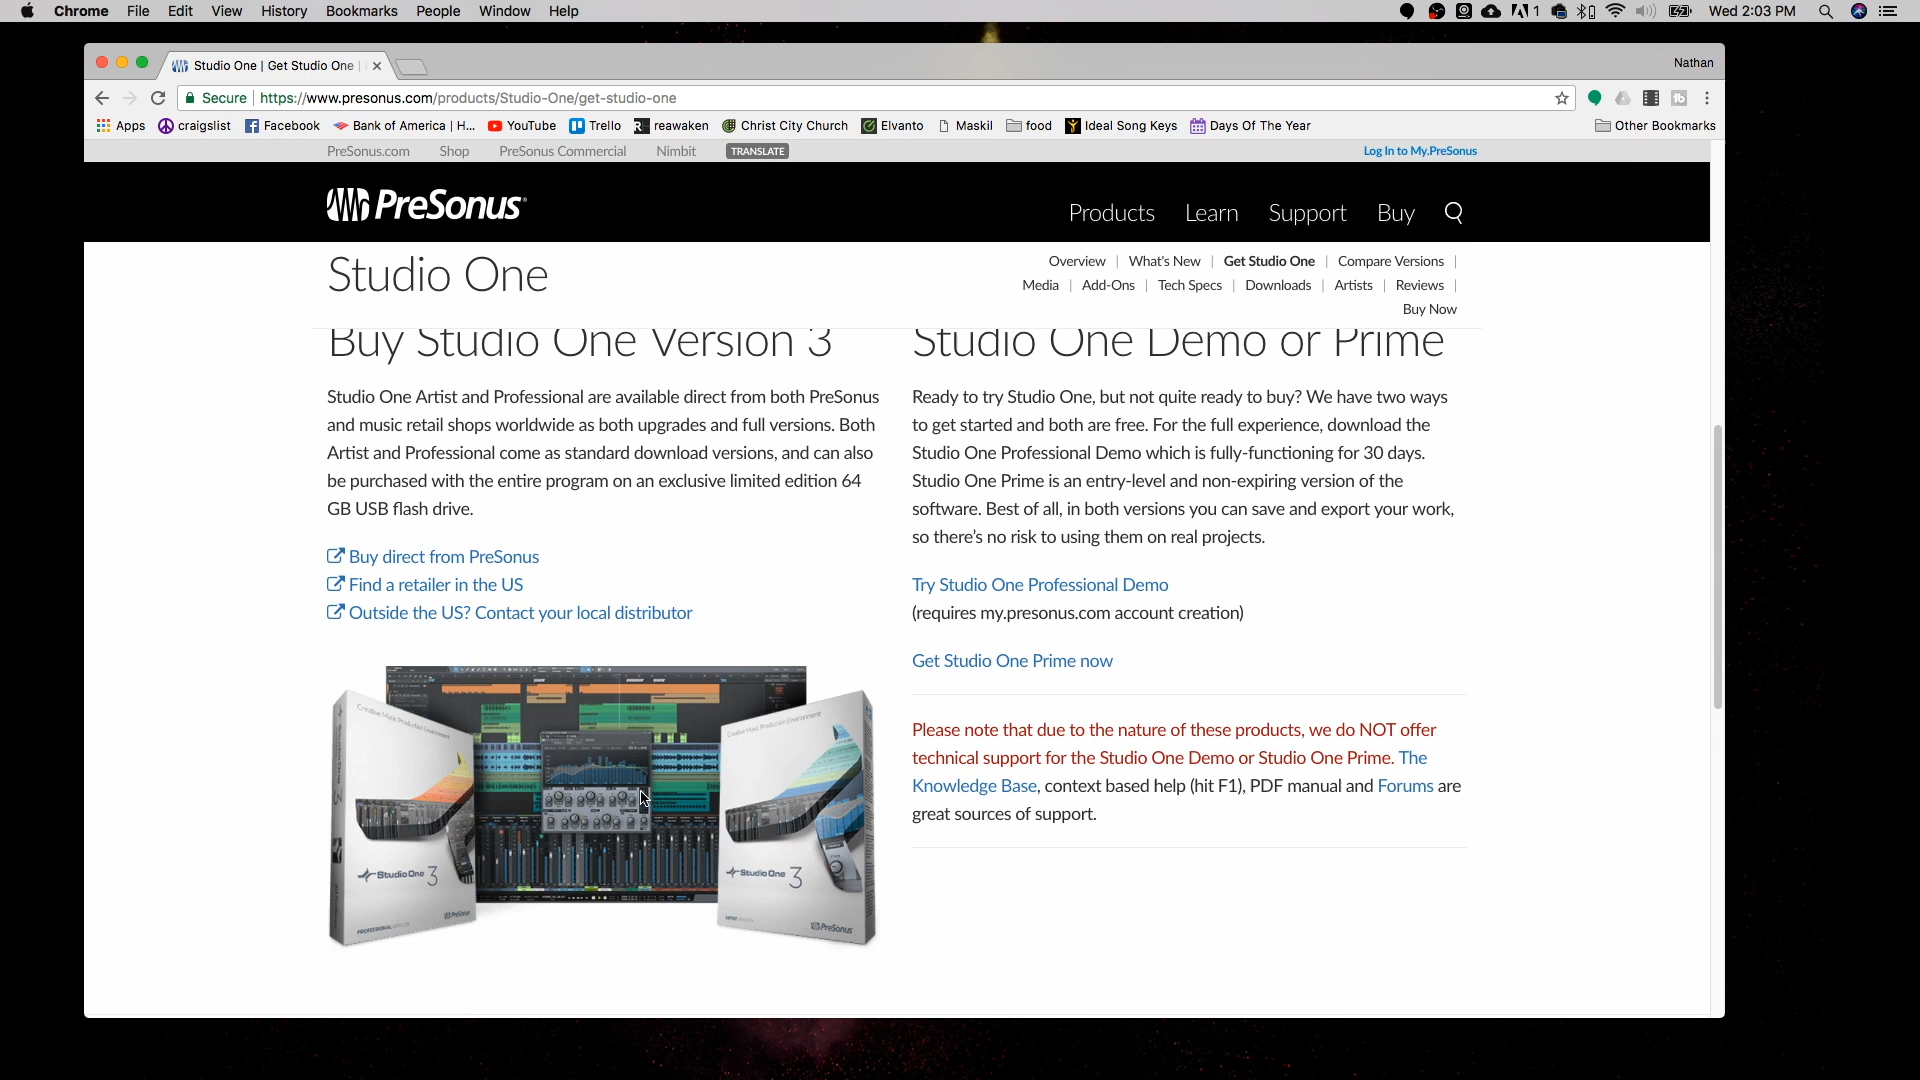 Chrome File Edit View History Bookmarks People Window Help
1 Wed 2:03 PM
Studio One | Get Studio One |
Nathan
Secure https://www.presonus.com/products/Studio-One/get-studio-one
Apps craigslist Facebook Bank of America | H... YouTube Trello reawaken Christ City Church Elvanto Maskil food Ideal Song Keys Days Of The Year Other Bookmarks
PreSonus.com Shop PreSonus Commercial Nimbit TRANSLATE Log In to My.PreSonus
PreSonus Products Learn Support Buy
Studio One
Overview | What's New | Get Studio One | Compare Versions |
Media | Add-Ons | Tech Specs | Downloads | Artists | Reviews |
Buy Now
Buy Studio One Version 3
Studio One Artist and Professional are available direct from both PreSonus
and music retail shops worldwide as both upgrades and full versions. Both
Artist and Professional come as standard download versions, and can also
be purchased with the entire program on an exclusive limited edition 64
GB USB flash drive.
Buy direct from PreSonus
Find a retailer in the US
Outside the US? Contact your local distributor
Creative Music Production Environment
Studio One 3
PreSonus
PROFESSIONAL VERSION
Creative Music Production Environment
Studio One 3
PreSonus
ARTIST VERSION
Studio One Demo or Prime
Ready to try Studio One, but not quite ready to buy? We have two ways
to get started and both are free. For the full experience, download the
Studio One Professional Demo which is fully-functioning for 30 days.
Studio One Prime is an entry-level and non-expiring version of the
software. Best of all, in both versions you can save and export your work,
so there's no risk to using them on real projects.
Try Studio One Professional Demo
(requires my.presonus.com account creation)
Get Studio One Prime now
Please note that due to the nature of these products, we do NOT offer
technical support for the Studio One Demo or Studio One Prime. The
Knowledge Base, context based help (hit F1), PDF manual and Forums are
great sources of support.